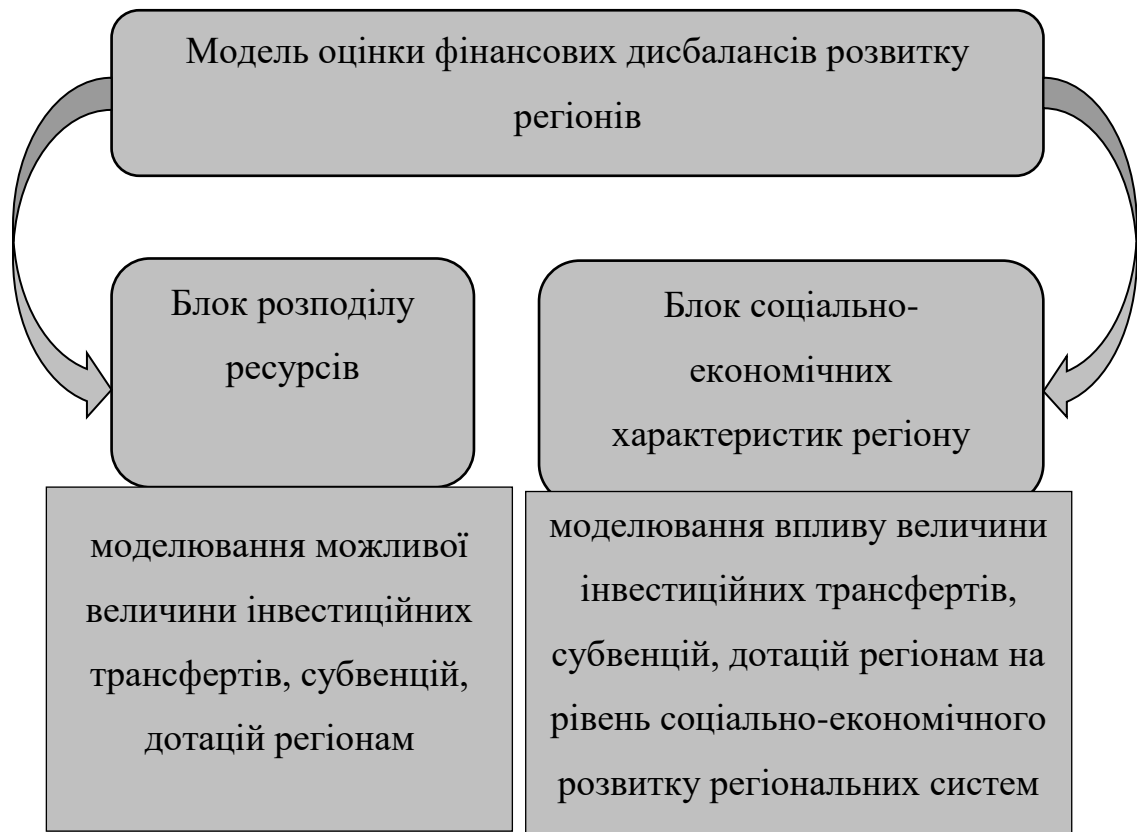 Модель оцінки фінансових дисбалансів розвитку
регіонів
Блок розподілу
ресурсів
Блок соціально-
економічних
характеристик регіону
моделювання можливої
величини інвестиційних
трансфертів, субвенцій,
дотацій регіонам
моделювання впливу величини
інвестиційних трансфертів,
субвенцій, дотацій регіонам на
рівень соціально-економічного
розвитку регіональних систем